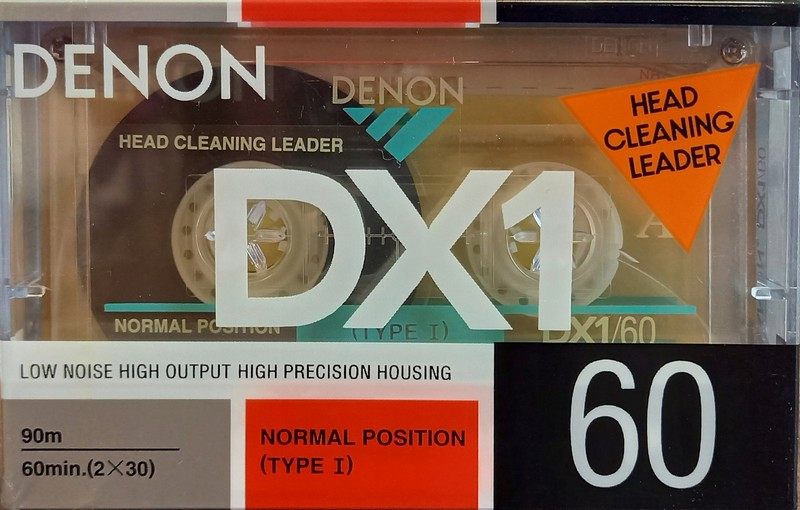 DENON
DENON
HEAD CLEANING LEADER
HEAD
CLEANING
LEADER
DX1
A
NORMAL POSITION
(TYPE I)
DX1/60
LOW NOISE HIGH OUTPUT HIGH PRECISION HOUSING
60
90m
60min.(2×30)
NORMAL POSITION
(TYPE I)